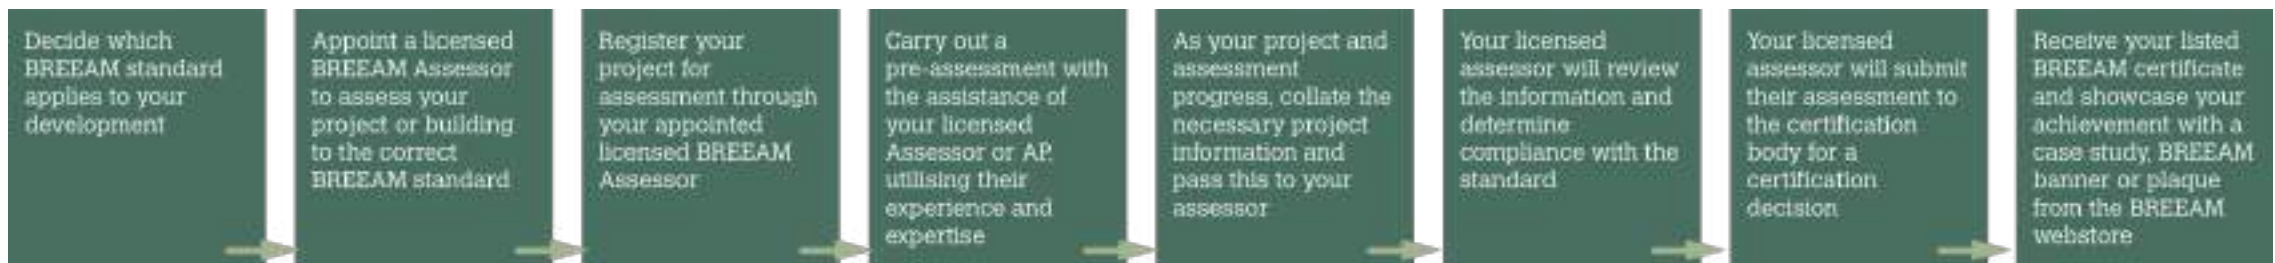 Decide which
BREEAM standard
applies to your
development
Appoint a licensed
BREEAM Assessor
to assess your
project or building
to the correct
BREEAM standard
Register your
project for
assessment through
your appointed
licensed BREEAM
Assessor
Carry out a
pre-assessment with
the assistance of
your licensed
Assessor or AP,
utilising their
experience and
expertise
As your project and
assessment
progress, collate the
necessary project
information and
pass this to your
assessor
Your licensed
assessor will review
the information and
determine
compliance with the
standard
Your licensed
assessor will submit
their assessment to
the certification
body for a
certification
decision
Receive your listed
BREEAM certificate
and showcase your
achievement with a
case study, BREEAM
banner or plaque
from the BREEAM
webstore